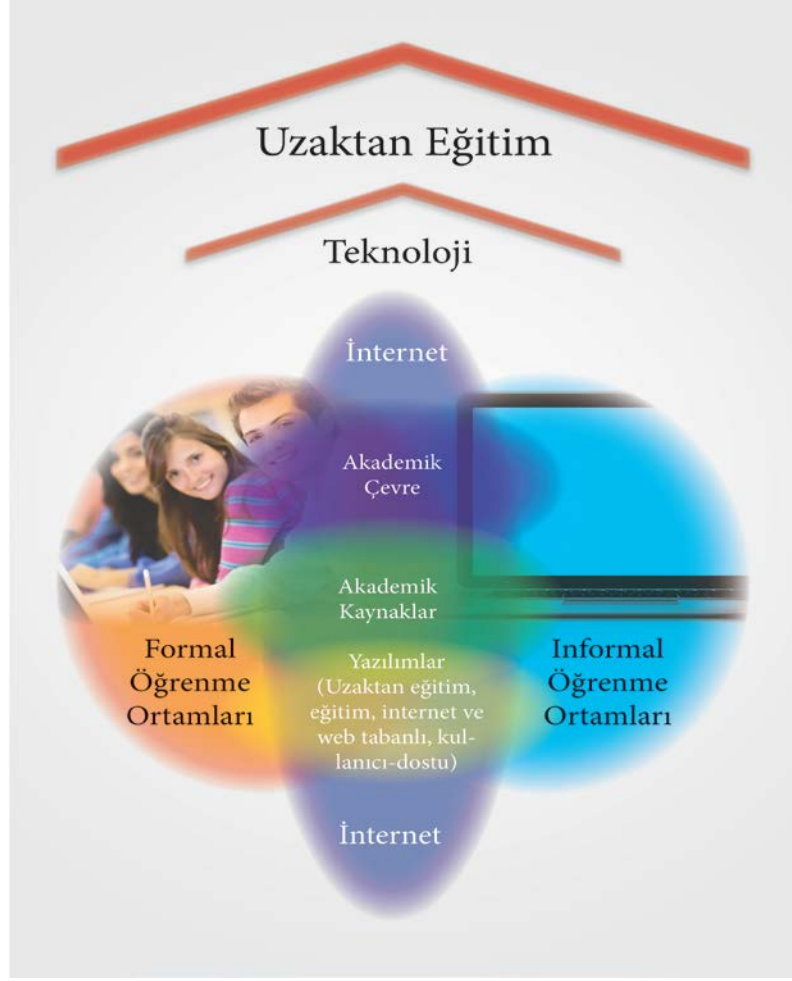 Uzaktan Eğitim
Teknoloji
İnternet
Akademik
Çevre
Akademik
Kaynaklar
Formal
Öğrenme
Ortamları
Yazılımlar
(Uzaktan eğitim,
eğitim, internet ve
web tabanlı, kul-
lanıcı-dostu)
Informal
Öğrenme
Ortamları
İnternet